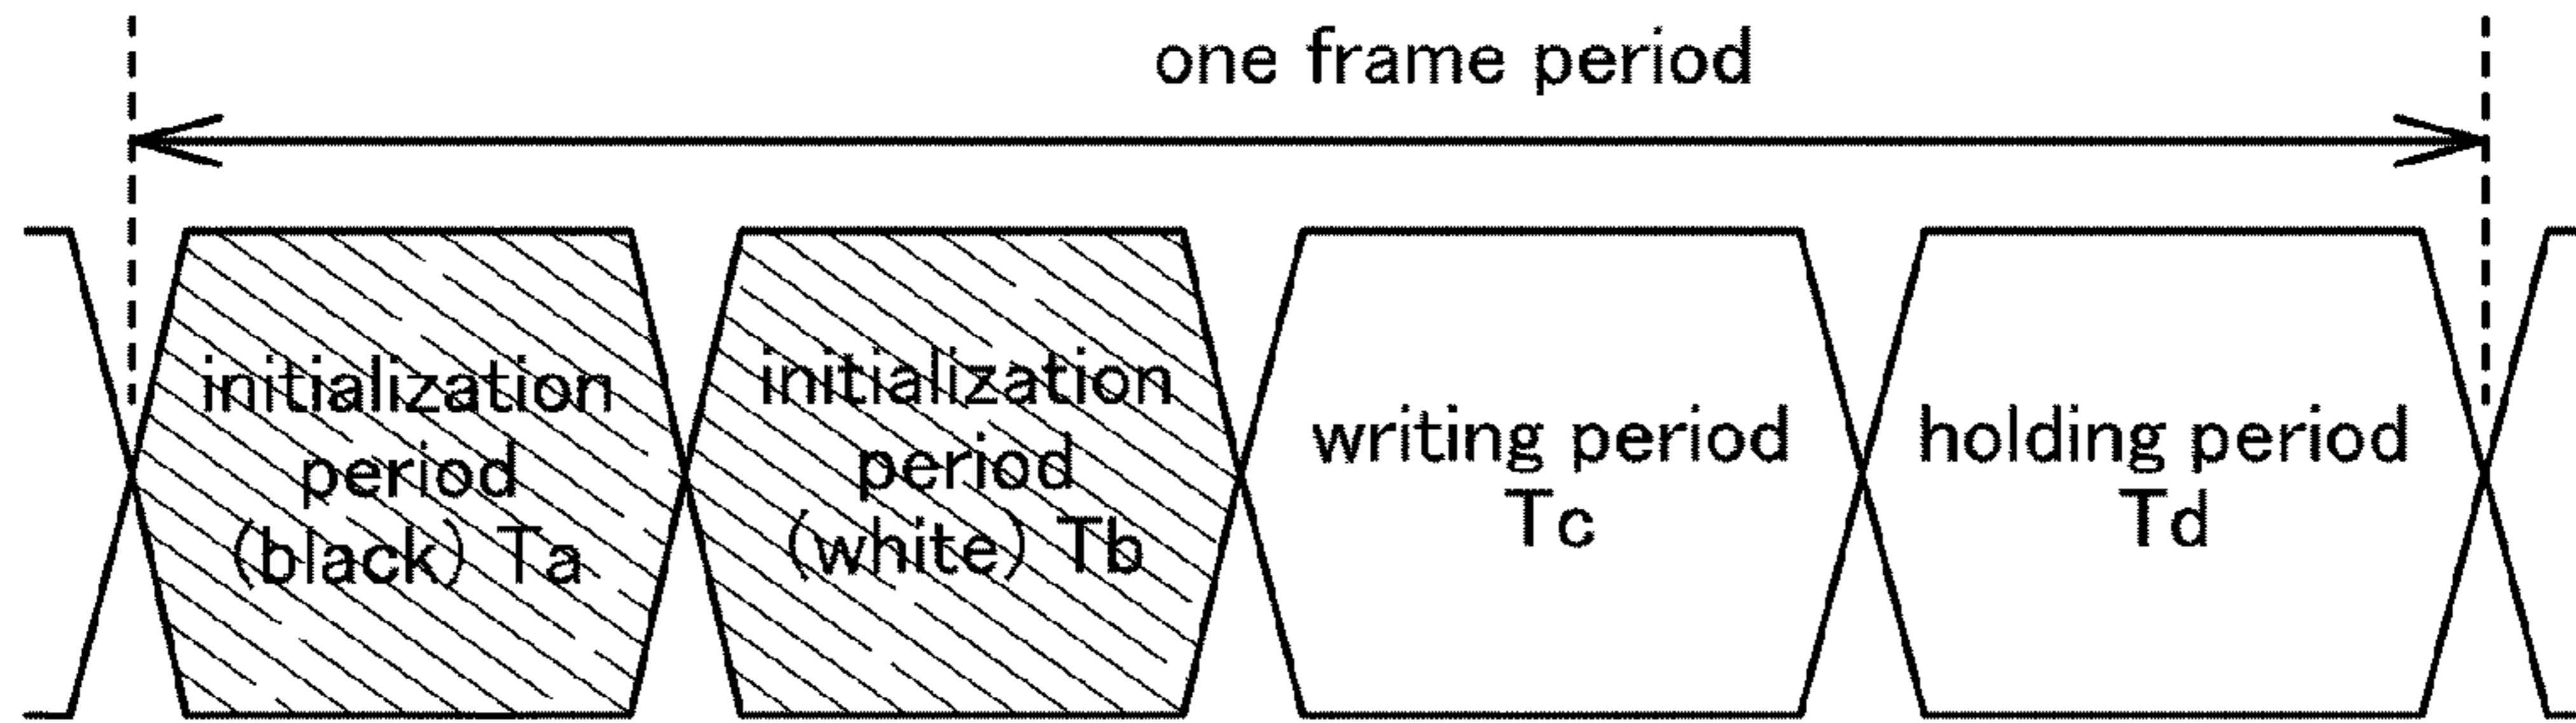 one frame period
initialization
period
(black) Ta
initialization
period
(white) Tb
writing period
Tc
holding period
Td